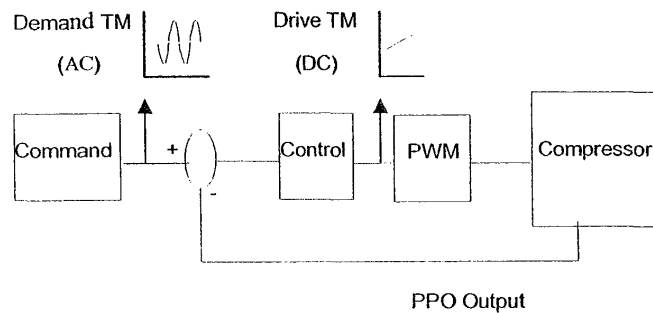 Demand TM
(AC)
Drive TM
(DC)
Command
+
-
Control
PWM
Compressor
PPO Output